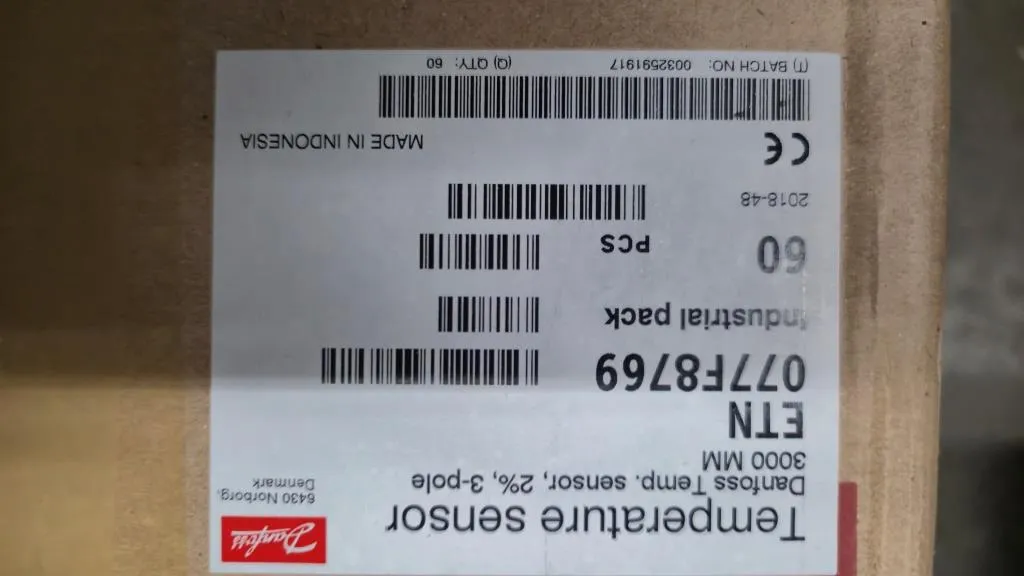 Temperature sensor
Danfoss
Danfoss Temp. sensor, 2%, 3-pole
3000 MM
6430 Norborg,
Denmark
ETN
077F8769
Industrial pack
60 PCS
2018-48
CE MADE IN INDONESIA
(T) BATCH NO: 0032591917 (Q) QTY: 60